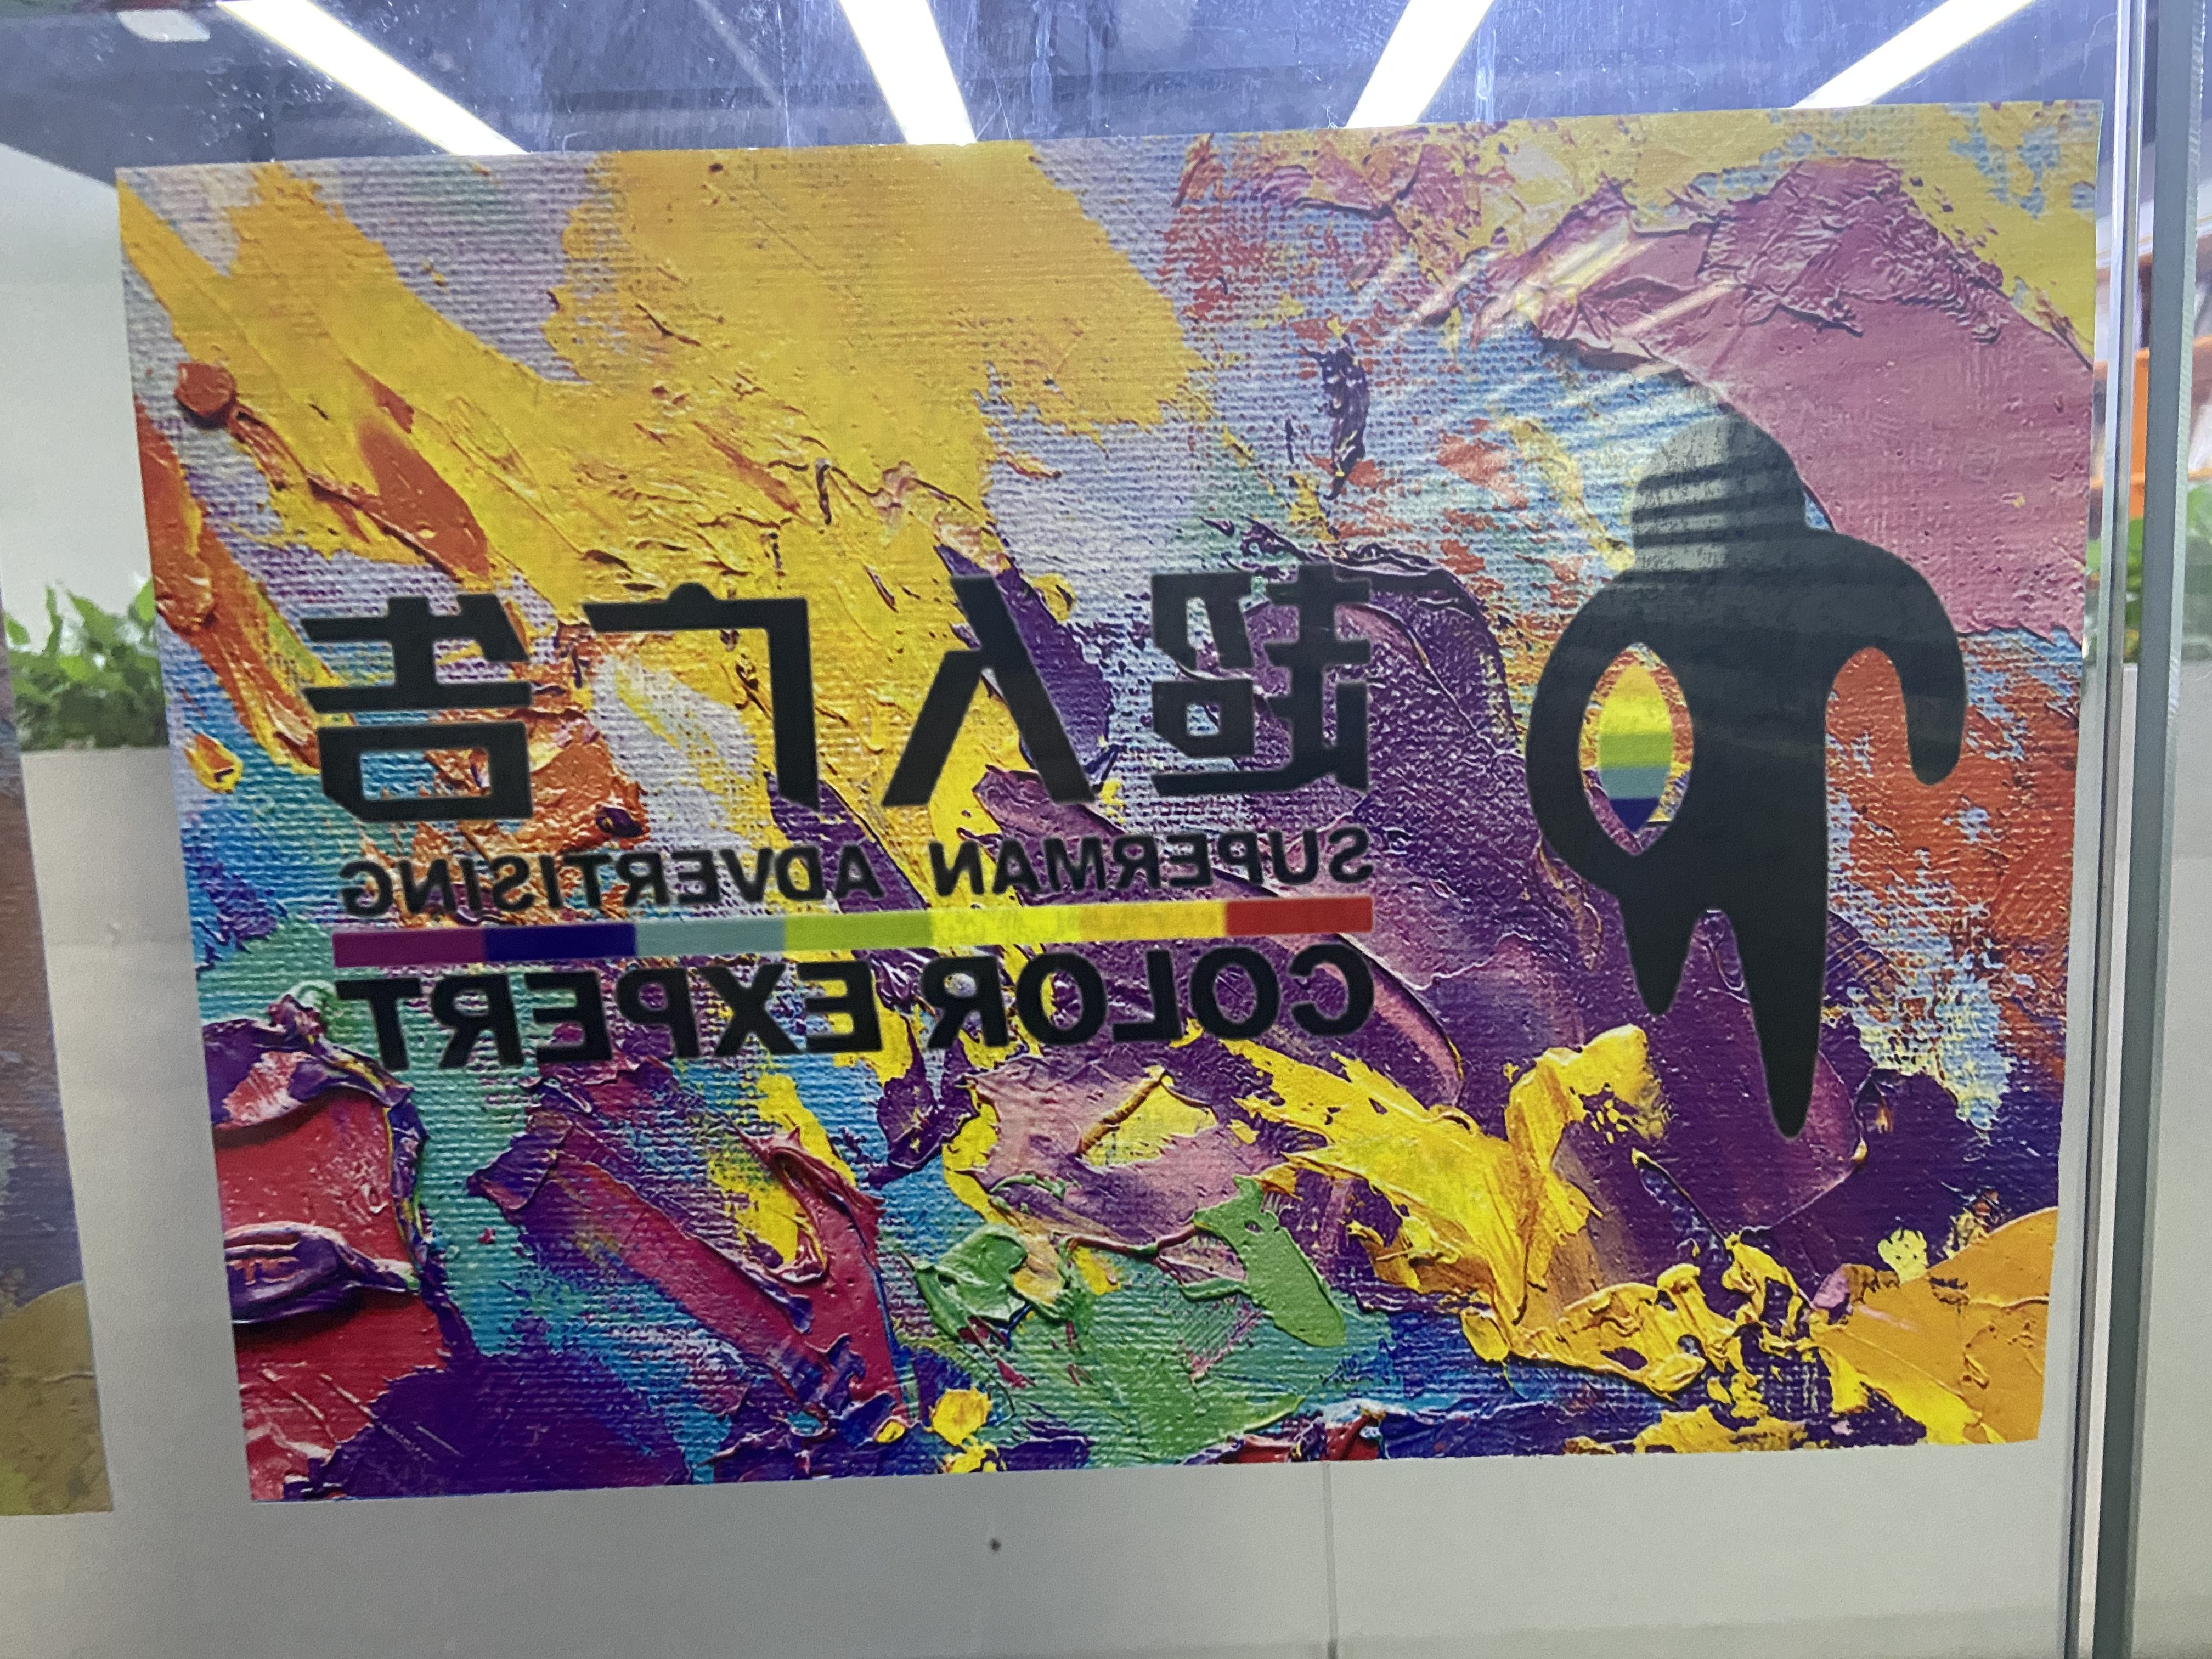 超人广告
SUPERMAN ADVERTISING
COLOR EXPERT